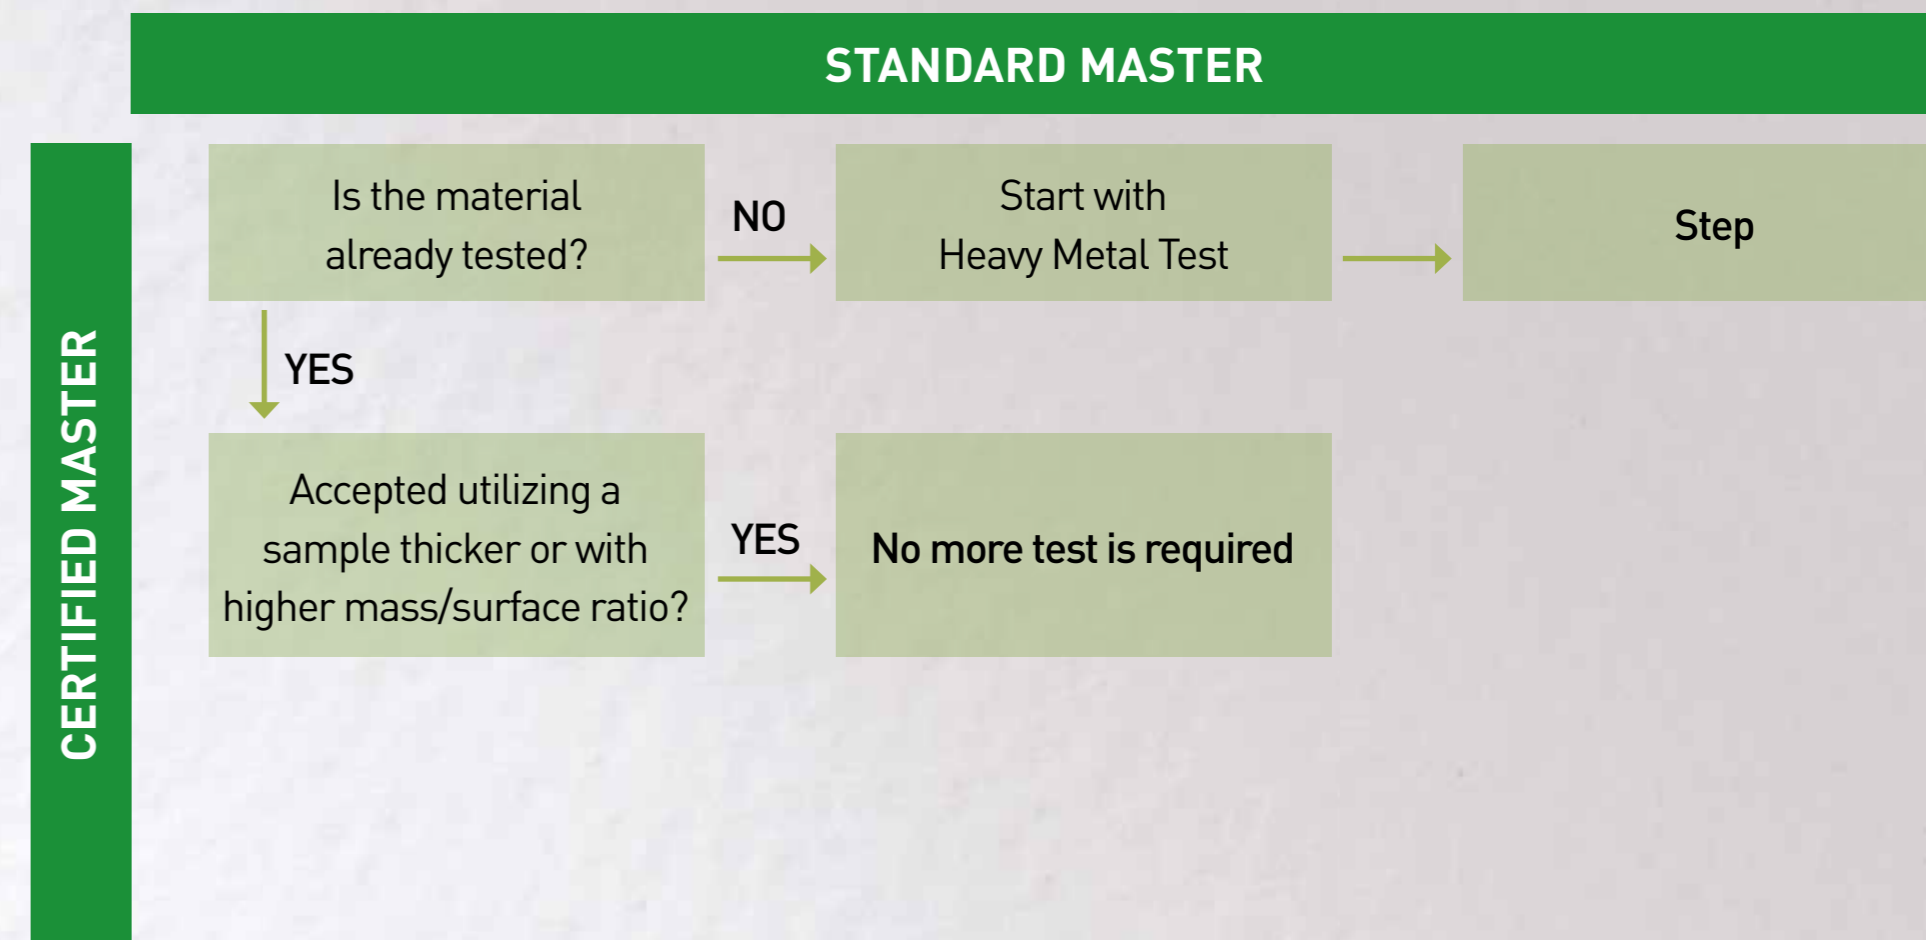 STANDARD MASTER
CERTIFIED MASTER
Is the material
already tested?
NO
Start with
Heavy Metal Test
Step
YES
Accepted utilizing a
sample thicker or with
higher mass/surface ratio?
YES
No more test is required